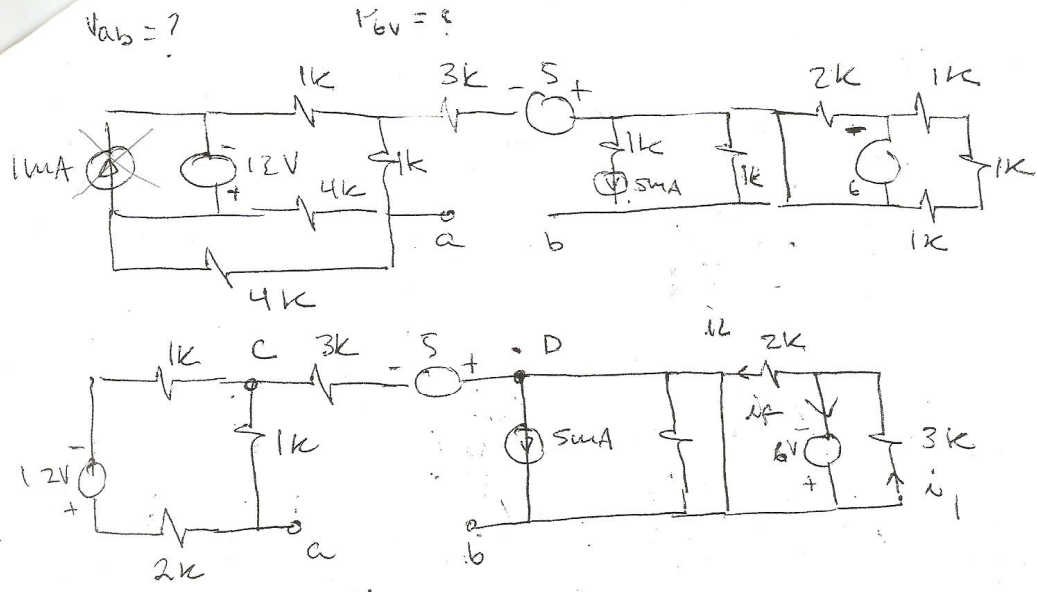 Vab = ?
P6V = ?
1k 3k - 5 + 2k 1k
1mA - 12V + 4k 1k 1k 5mA 1k 6 1k
a b 1k
4k
1k C 3k - 5 + D i2 2k
- 12V + 1k 5mA if - 6V + 3k i1
2k a b